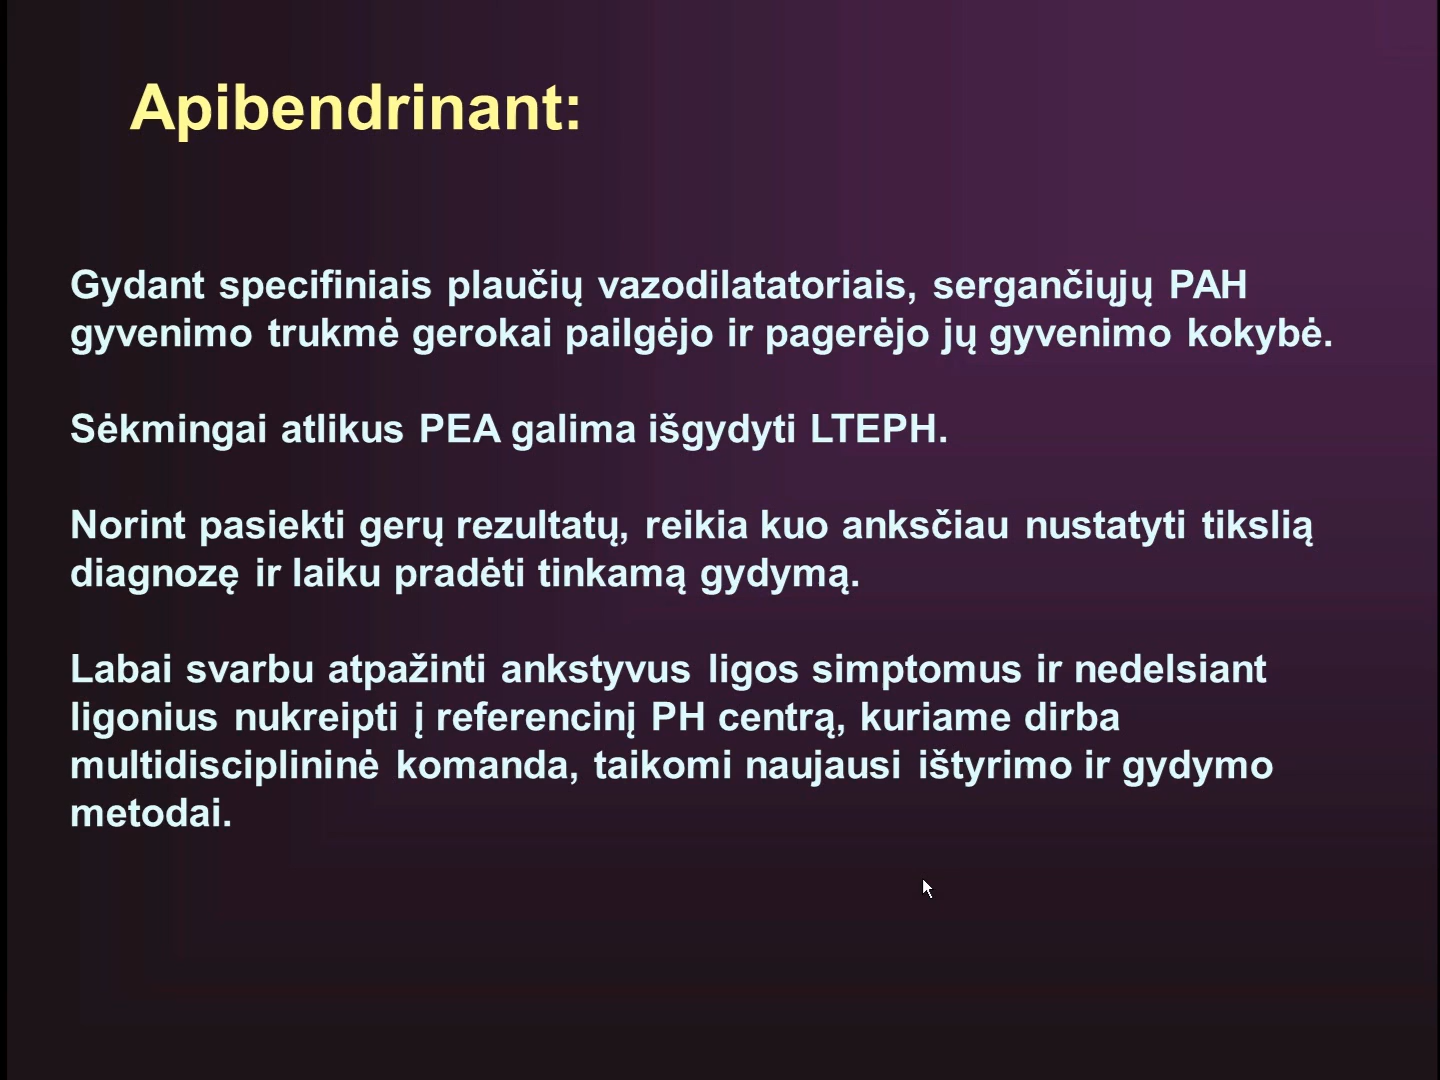 Apibendrinant:
Gydant specifiniais plaučių vazodilatatoriais, sergančiųjų PAH
gyvenimo trukmė gerokai pailgėjo ir pagerėjo jų gyvenimo kokybė.
Sėkmingai atlikus PEA galima išgydyti LTEPH.
Norint pasiekti gerų rezultatų, reikia kuo anksčiau nustatyti tikslią
diagnozę ir laiku pradėti tinkamą gydymą.
Labai svarbu atpažinti ankstyvus ligos simptomus ir nedelsiant
ligonius nukreipti į referencinį PH centrą, kuriame dirba
multidisciplininė komanda, taikomi naujausi ištyrimo ir gydymo
metodai.